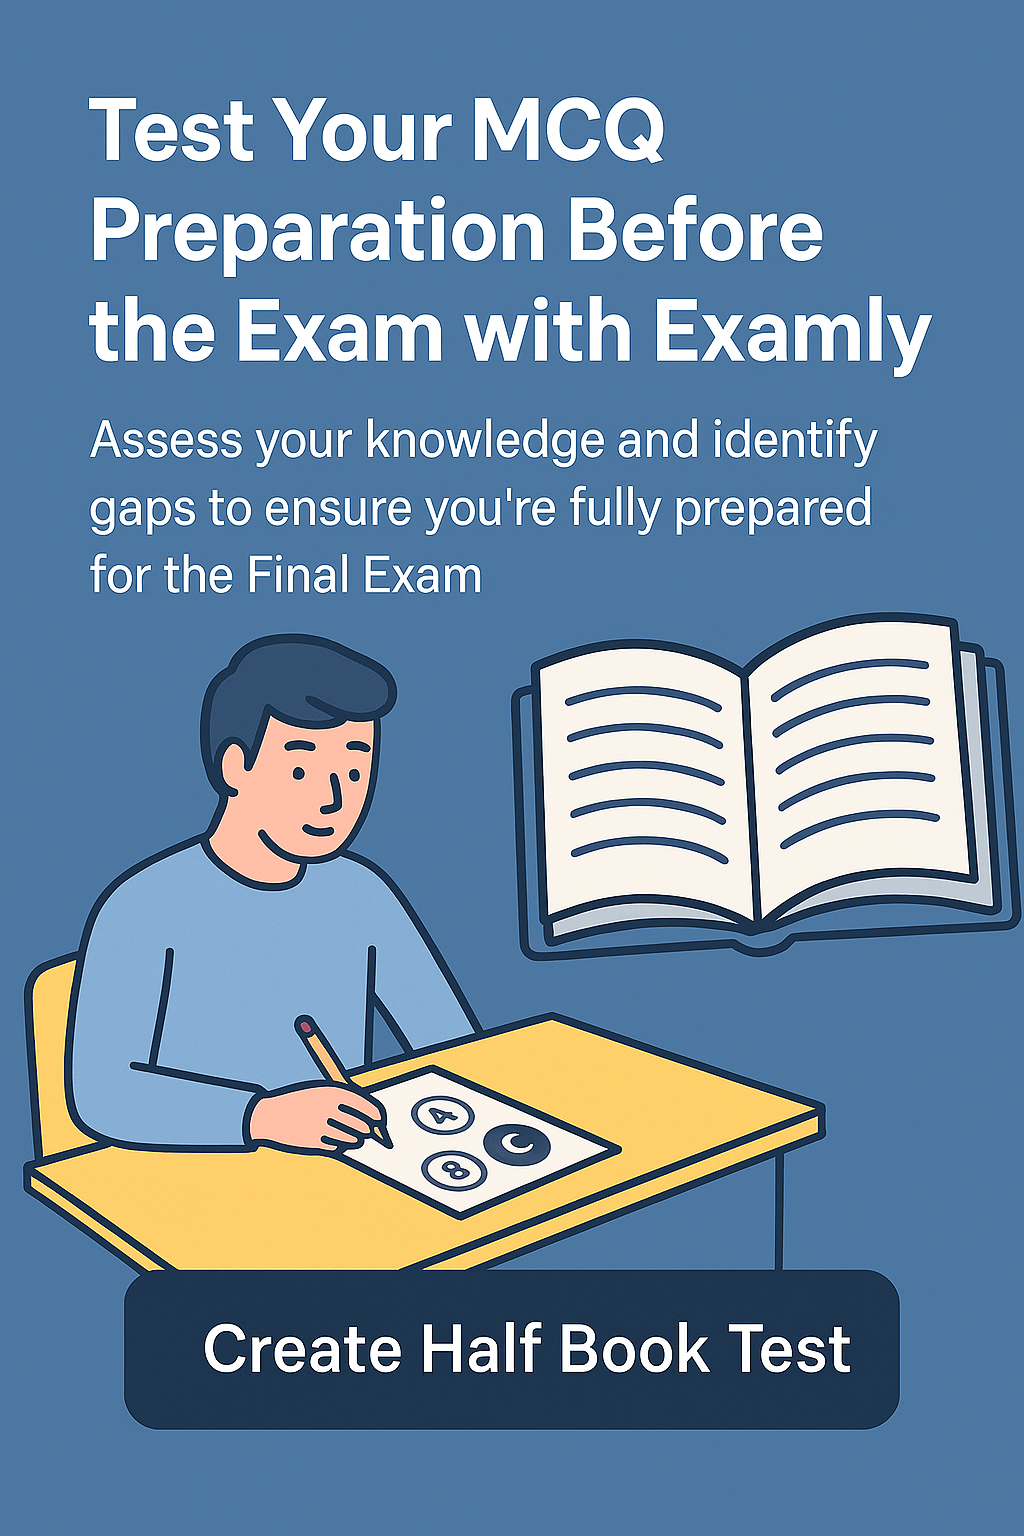 Test Your MCQ
Preparation Before
the Exam with Examly
Assess your knowledge and identify
gaps to ensure you're fully prepared
for the Final Exam
A
C
8
Create Half Book Test